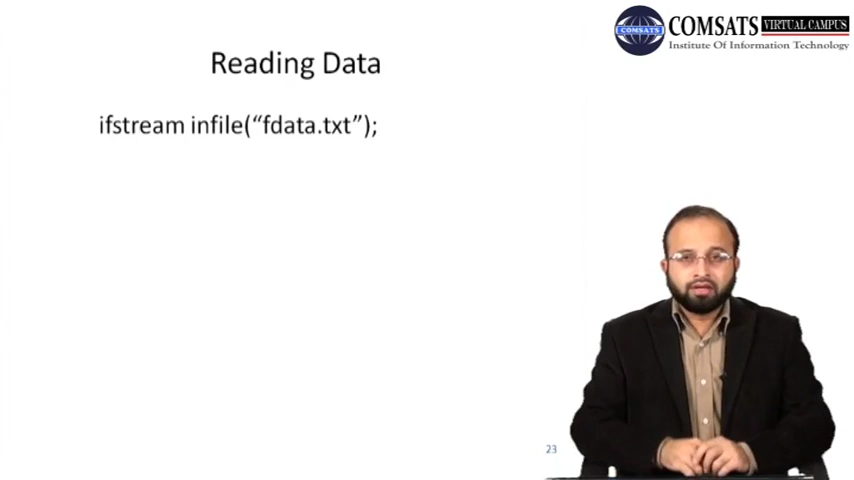 COMSATS VIRTUAL CAMPUS
COMSATS
Institute Of Information Technology
Reading Data
ifstream infile(“fdata.txt”);
23